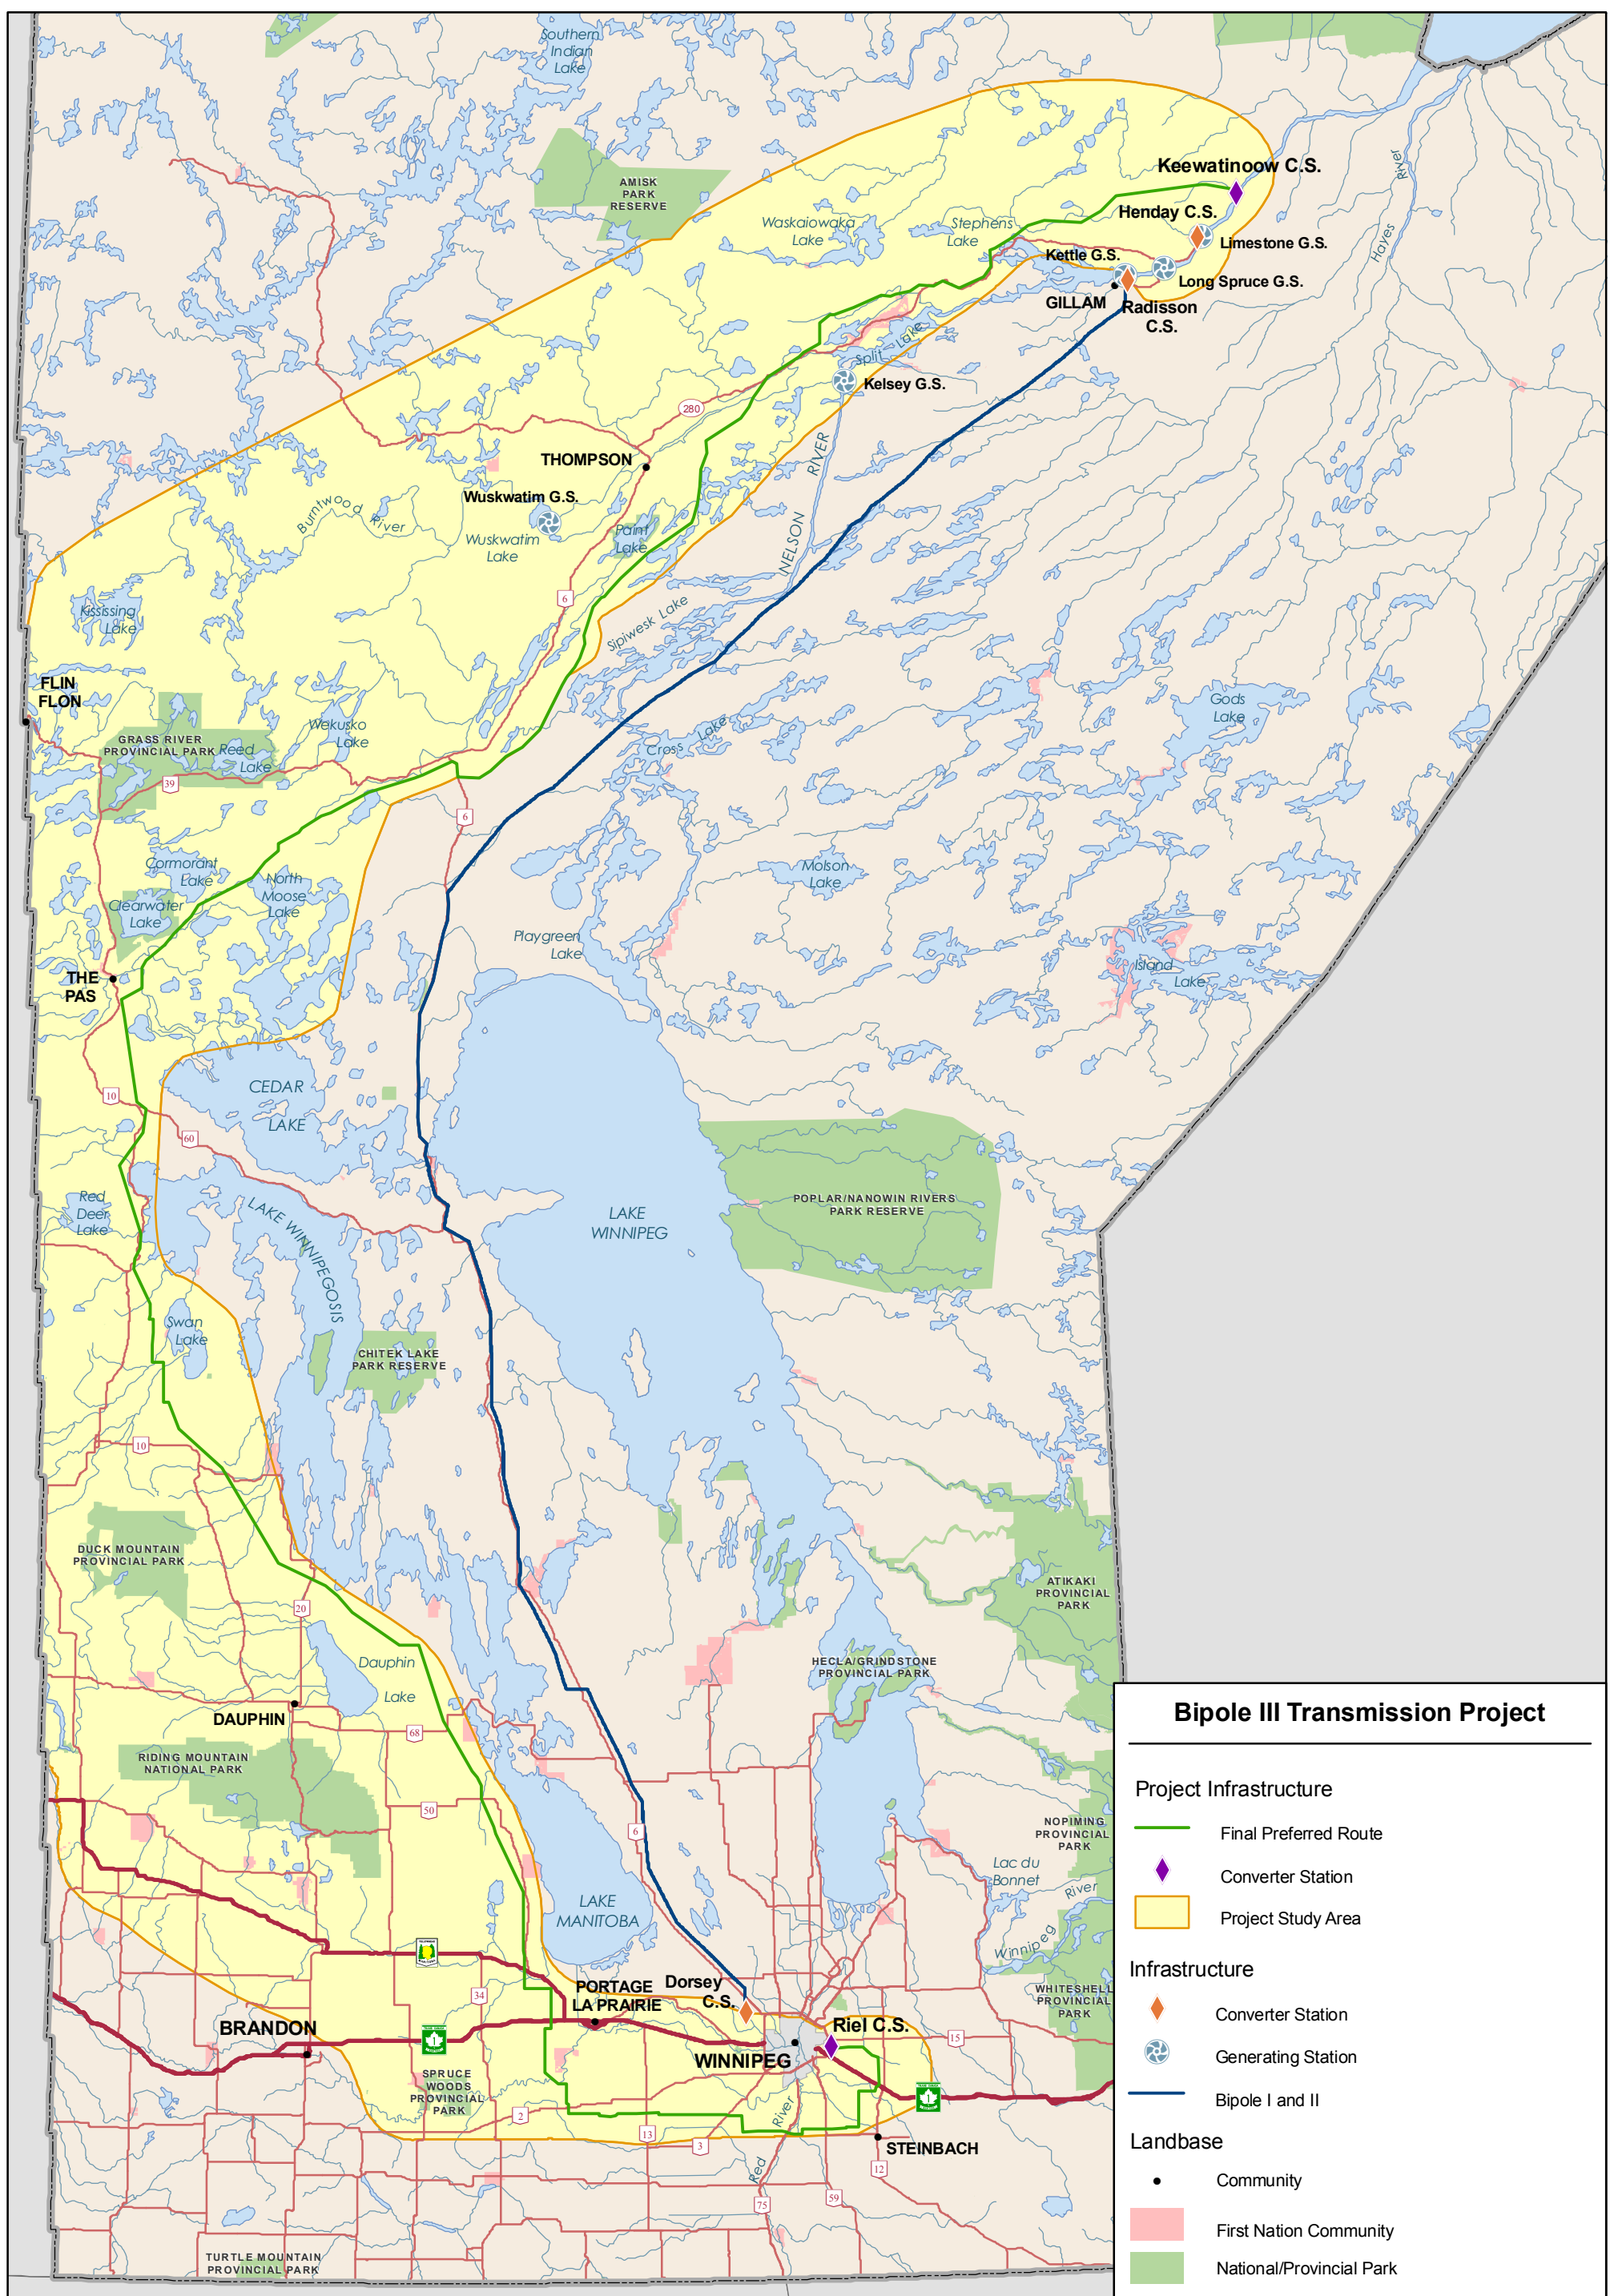 Southern
Indian
Lake
AMISK
PARK
RESERVE
Keewatinoow C.S.
Hayes River
Waskaiowaka
Lake
Stephens
Lake
Henday C.S.
Limestone G.S.
Kettle G.S.
Long Spruce G.S.
GILLAM
Radisson
C.S.
Split Lake
Kelsey G.S.
280
THOMPSON
Wuskwatim G.S.
Burntwood River
Wuskwatim
Lake
Paint
Lake
NELSON RIVER
6
Sipiwesk Lake
Kississing
Lake
FLIN
FLON
Gods
Lake
GRASS RIVER
PROVINCIAL PARK
Reed
Lake
Wekusko
Lake
Cross Lake
39
6
Cormorant
Lake
North
Moose
Lake
Molson
Lake
Clearwater
Lake
Playgreen
Lake
Island
Lake
THE
PAS
CEDAR
LAKE
10
60
Red
Deer
Lake
LAKE WINNIPEGOSIS
LAKE
WINNIPEG
POPLAR/NANOWIN RIVERS
PARK RESERVE
Swan
Lake
CHITEK LAKE
PARK RESERVE
10
DUCK MOUNTAIN
PROVINCIAL PARK
ATIKAKI
PROVINCIAL
PARK
20
Dauphin
Lake
HECLA/GRINDSTONE
PROVINCIAL PARK
DAUPHIN
68
RIDING MOUNTAIN
NATIONAL PARK
50
6
NOPIMING
PROVINCIAL
PARK
Lac du
Bonnet
Winnipeg River
LAKE
MANITOBA
34
PORTAGE
LA PRAIRIE
Dorsey
C.S.
WHITESHELL
PROVINCIAL
PARK
BRANDON
1
Riel C.S.
15
WINNIPEG
SPRUCE
WOODS
PROVINCIAL
PARK
1
2
13
3
Red River
STEINBACH
12
75
59
TURTLE MOUNTAIN
PROVINCIAL PARK
Bipole III Transmission Project
Project Infrastructure
Final Preferred Route
Converter Station
Project Study Area
Infrastructure
Converter Station
Generating Station
Bipole I and II
Landbase
Community
First Nation Community
National/Provincial Park